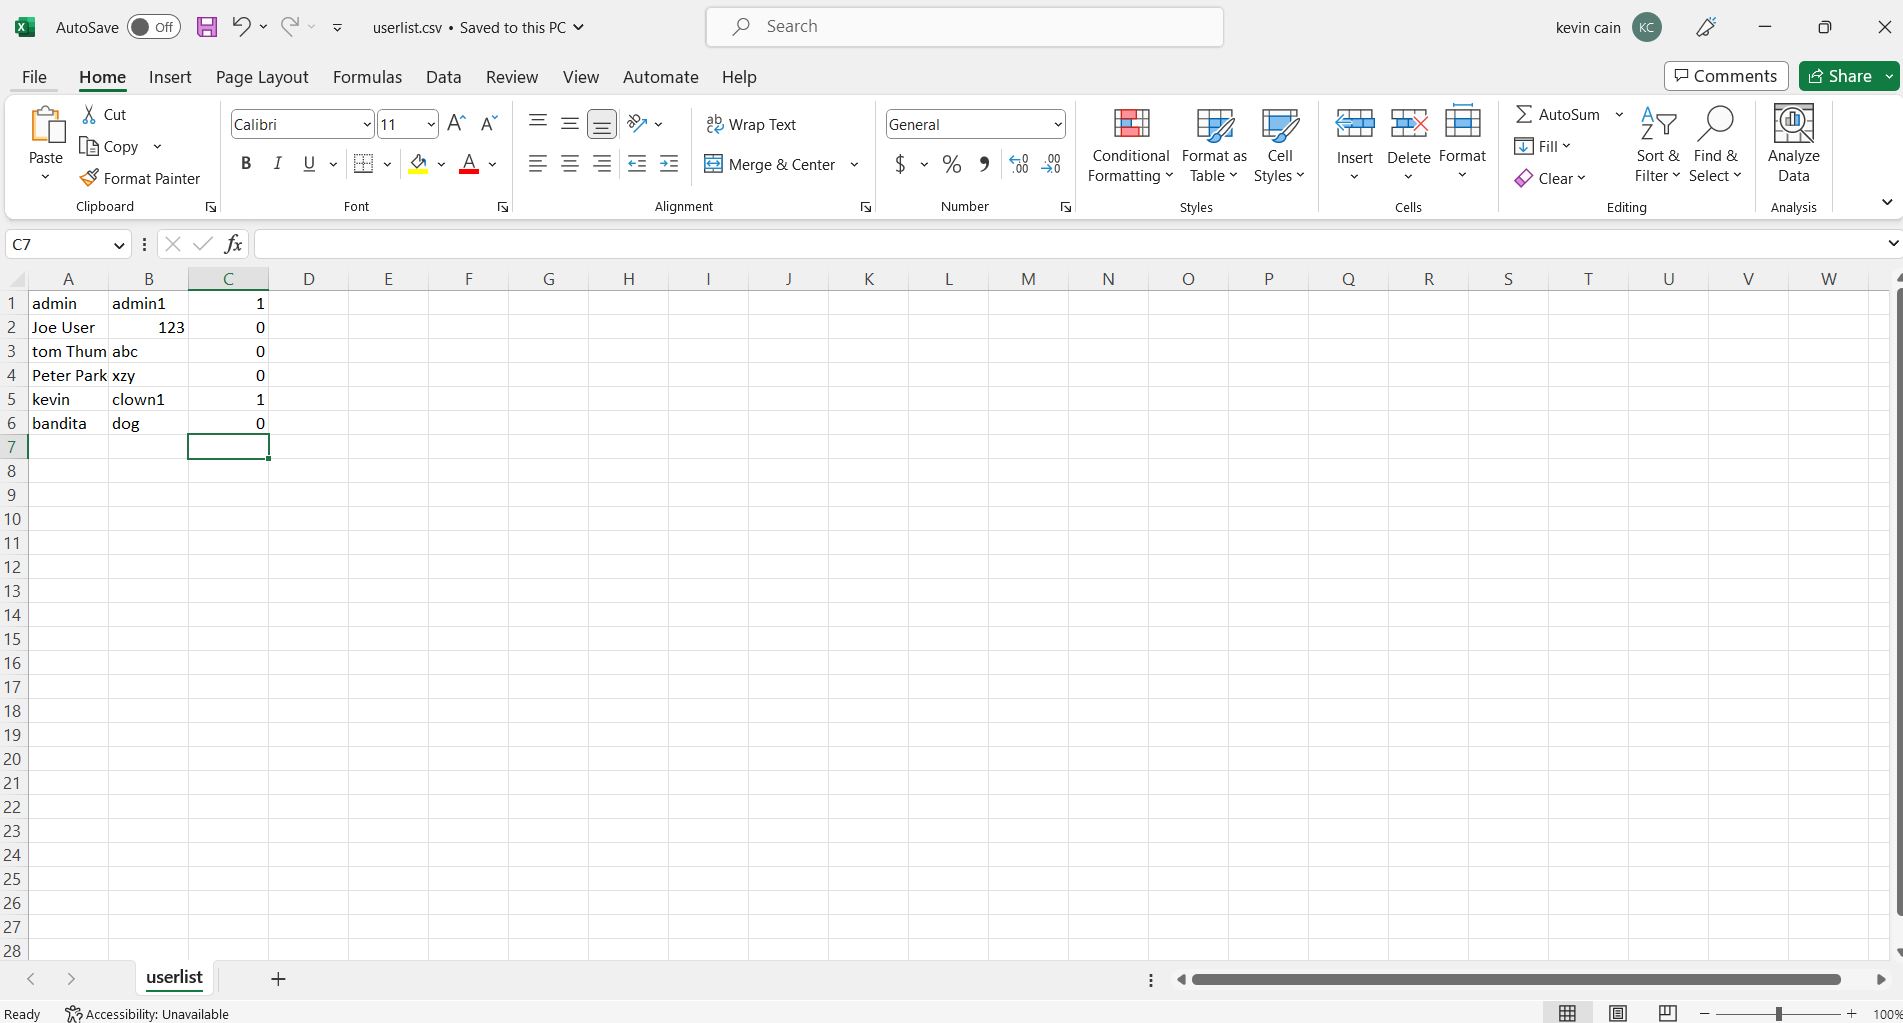 AutoSave Off userlist.csv • Saved to this PC Search kevin cain KC
File Home Insert Page Layout Formulas Data Review View Automate Help Comments Share
Paste
Cut
Copy
Format Painter
Clipboard
Calibri 11 A A
B I U A
Font
ab Wrap Text
Merge & Center
Alignment
General
$ % , .00 .00
Number
Conditional Formatting
Format as Table
Cell Styles
Styles
Insert
Delete
Format
Cells
AutoSum
Fill
Clear
Sort & Filter
Find & Select
Editing
Analyze Data
Analysis
C7 fx
A B C D E F G H I J K L M N O P Q R S T U V W
1 admin admin1 1
2 Joe User 123 0
3 tom Thum abc 0
4 Peter Park xzy 0
5 kevin clown1 1
6 bandita dog 0
7
8
9
10
11
12
13
14
15
16
17
18
19
20
21
22
23
24
25
26
27
28
userlist +
Ready Accessibility: Unavailable 100%